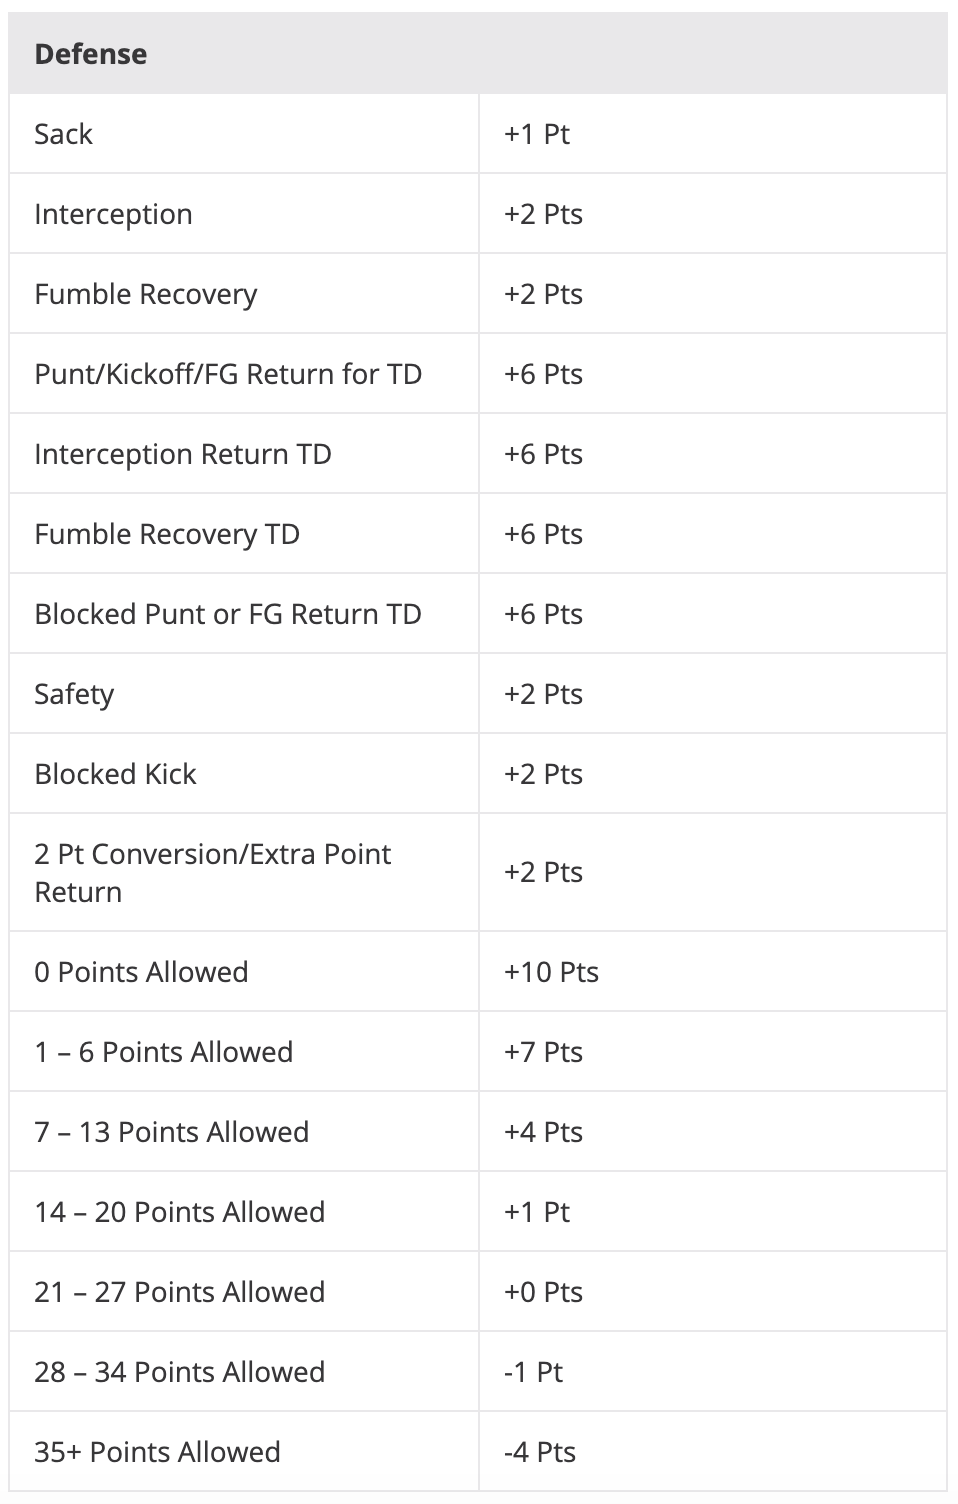 Defense
Sack
+1 Pt
Interception
+2 Pts
Fumble Recovery
+2 Pts
Punt/Kickoff/FG Return for TD
+6 Pts
Interception Return TD
+6 Pts
Fumble Recovery TD
+6 Pts
Blocked Punt or FG Return TD
+6 Pts
Safety
+2 Pts
Blocked Kick
+2 Pts
2 Pt Conversion/Extra Point
Return
+2 Pts
0 Points Allowed
+10 Pts
1 – 6 Points Allowed
+7 Pts
7 – 13 Points Allowed
+4 Pts
14 – 20 Points Allowed
+1 Pt
21 – 27 Points Allowed
+0 Pts
28 – 34 Points Allowed
-1 Pt
35+ Points Allowed
-4 Pts